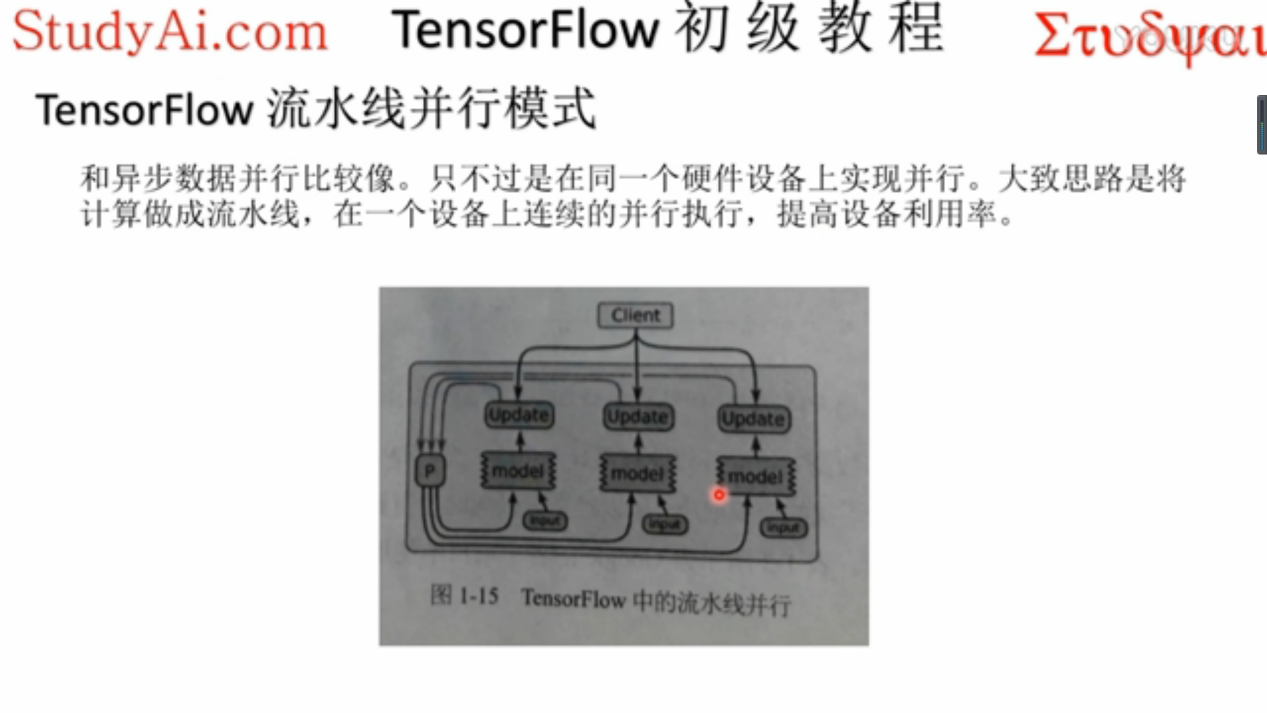 StudyAi.com
TensorFlow 初级教程
Στυδψαι
TensorFlow 流水线并行模式
和异步数据并行比较像。只不过是在同一个硬件设备上实现并行。大致思路是将
计算做成流水线，在一个设备上连续的并行执行，提高设备利用率。
Client
Update Update Update
P model model model
input input input
图 1-15 TensorFlow 中的流水线并行